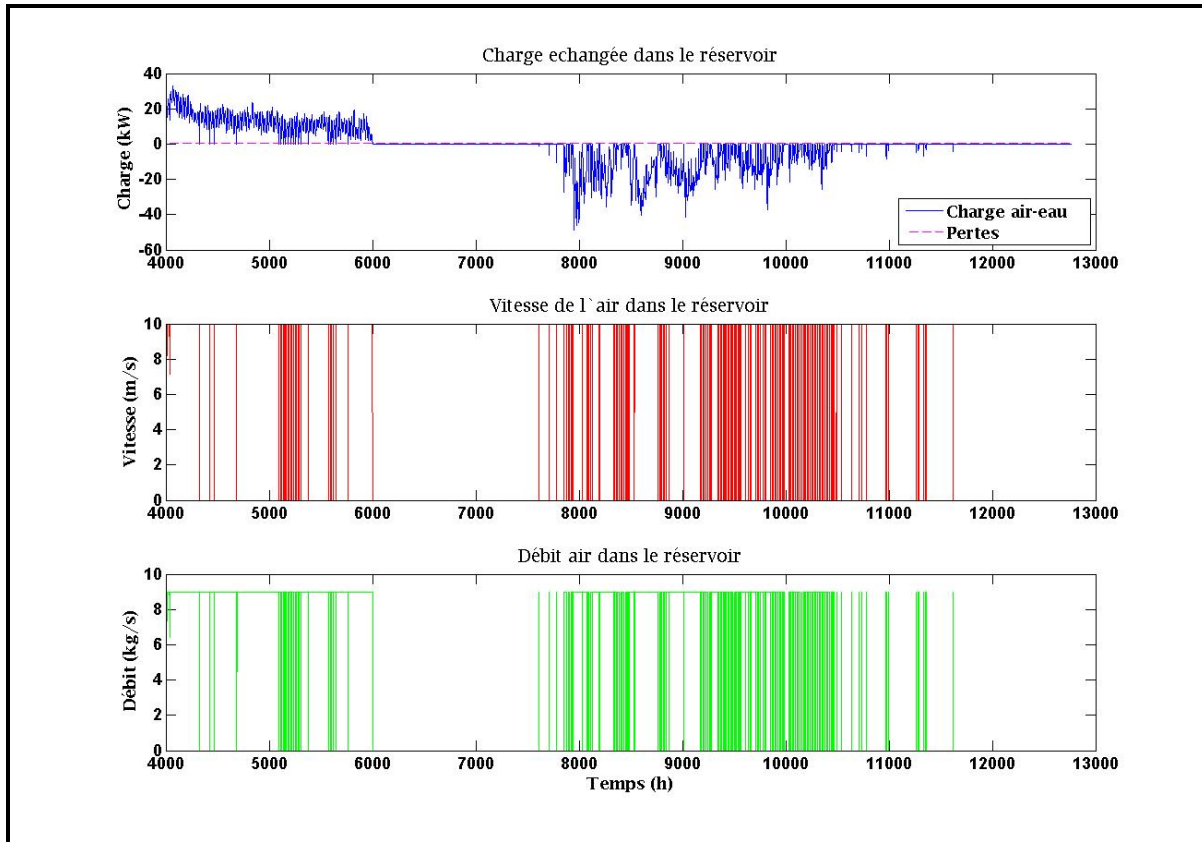 Charge echangée dans le réservoir
Charge (kW)
40
20
0
-20
-40
-60
4000 5000 6000 7000 8000 9000 10000 11000 12000 13000
Charge air-eau
Pertes
Vitesse de l`air dans le réservoir
Vitesse (m/s)
10
8
6
4
2
0
4000 5000 6000 7000 8000 9000 10000 11000 12000 13000
Débit air dans le réservoir
Débit (kg/s)
10
8
6
4
2
0
4000 5000 6000 7000 8000 9000 10000 11000 12000 13000
Temps (h)